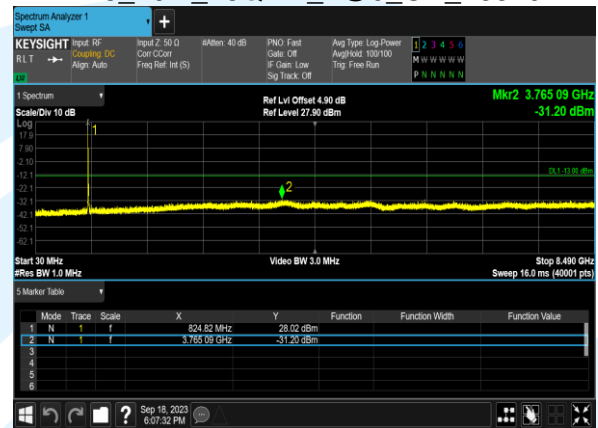 Spectrum Analyzer 1
Swept SA
KEYSIGHT Input: RF Input Z: 50 Ω #Atten: 40 dB PNO: Fast Avg Type: Log-Power 1 2 3 4 5 6
RLT Coupling: DC Corr CCorr Gate: Off Avg|Hold: 100/100 M W W W W W
Align: Auto Freq Ref: Int (S) IF Gain: Low Trig: Free Run
Sig Track: Off P N N N N N
1 Spectrum Ref Lvl Offset 4.90 dB Mkr2 3.765 09 GHz
Scale/Div 10 dB Ref Level 27.90 dBm -31.20 dBm
Log
1
17.9
7.90
-2.10
DL1 -13.00 dBm
-12.1
-22.1
2
-32.1
-42.1
-52.1
-62.1
Start 30 MHz Video BW 3.0 MHz Stop 8.490 GHz
#Res BW 1.0 MHz Sweep 16.0 ms (40001 pts)
5 Marker Table
Mode Trace Scale X Y Function Function Width Function Value
1 N 1 f 824.82 MHz 28.02 dBm
2 N 1 f 3.765 09 GHz -31.20 dBm
3
4
5
6
? Sep 18, 2023
6:07:32 PM